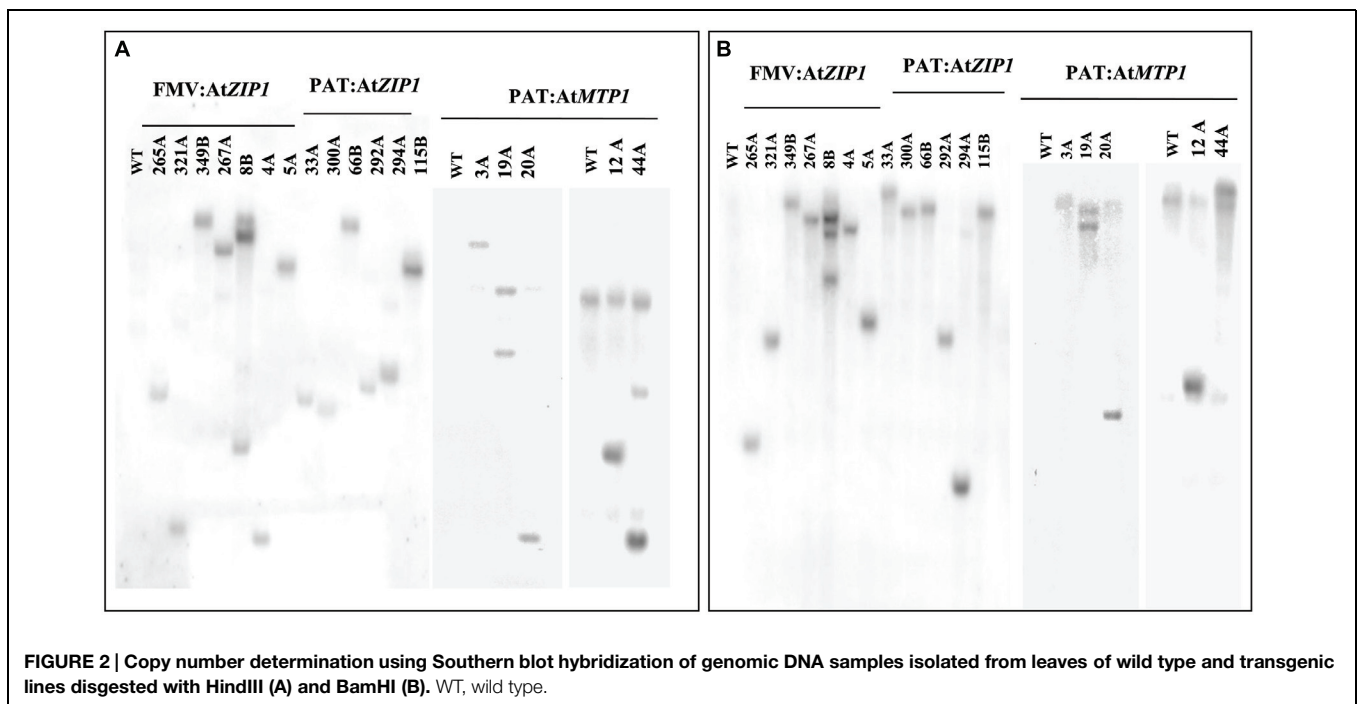 A
FMV:AtZIP1
PAT:AtZIP1
PAT:AtMTP1
WT
265A
321A
349B
267A
8B
4A
5A
33A
300A
66B
292A
294A
115B
WT
3A
19A
20A
WT
12 A
44A
B
FMV:AtZIP1
PAT:AtZIP1
PAT:AtMTP1
WT
265A
321A
349B
267A
8B
4A
5A
33A
300A
66B
292A
294A
115B
WT
3A
19A
20A
WT
12 A
44A
FIGURE 2 | Copy number determination using Southern blot hybridization of genomic DNA samples isolated from leaves of wild type and transgenic
lines disgested with HindIII (A) and BamHI (B). WT, wild type.